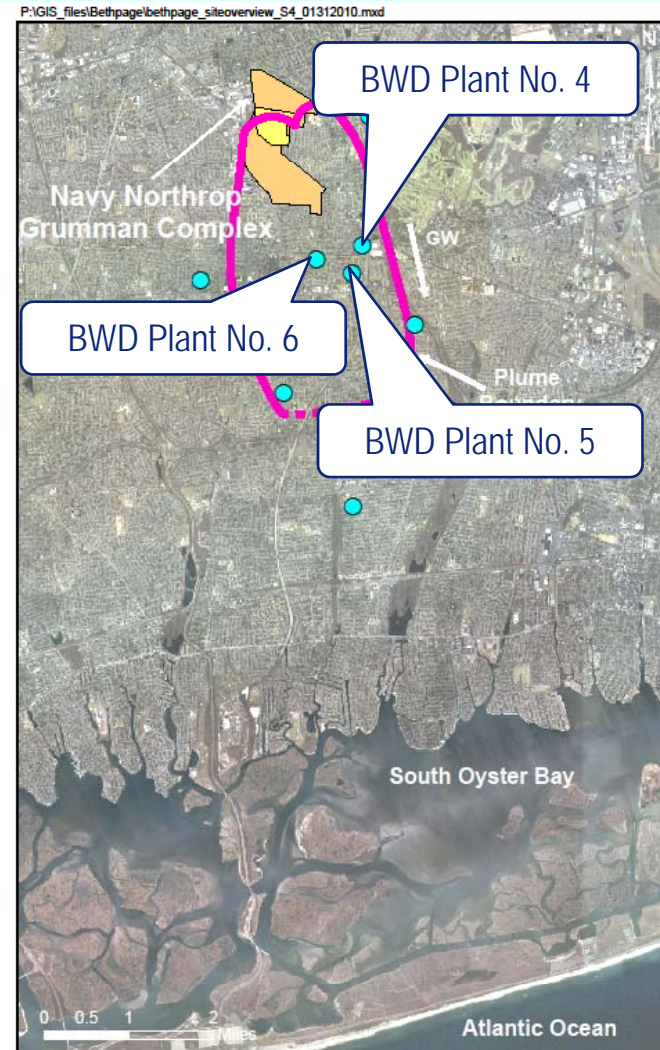 P:\GIS_files\Bethpage\bethpage_siteoverview_S4_01312010.mxd
N
BWD Plant No. 4
Navy Northrop
Grumman Complex
GW
BWD Plant No. 6
Plume
Boundary
BWD Plant No. 5
South Oyster Bay
0 0.5 1 2
Miles
Atlantic Ocean